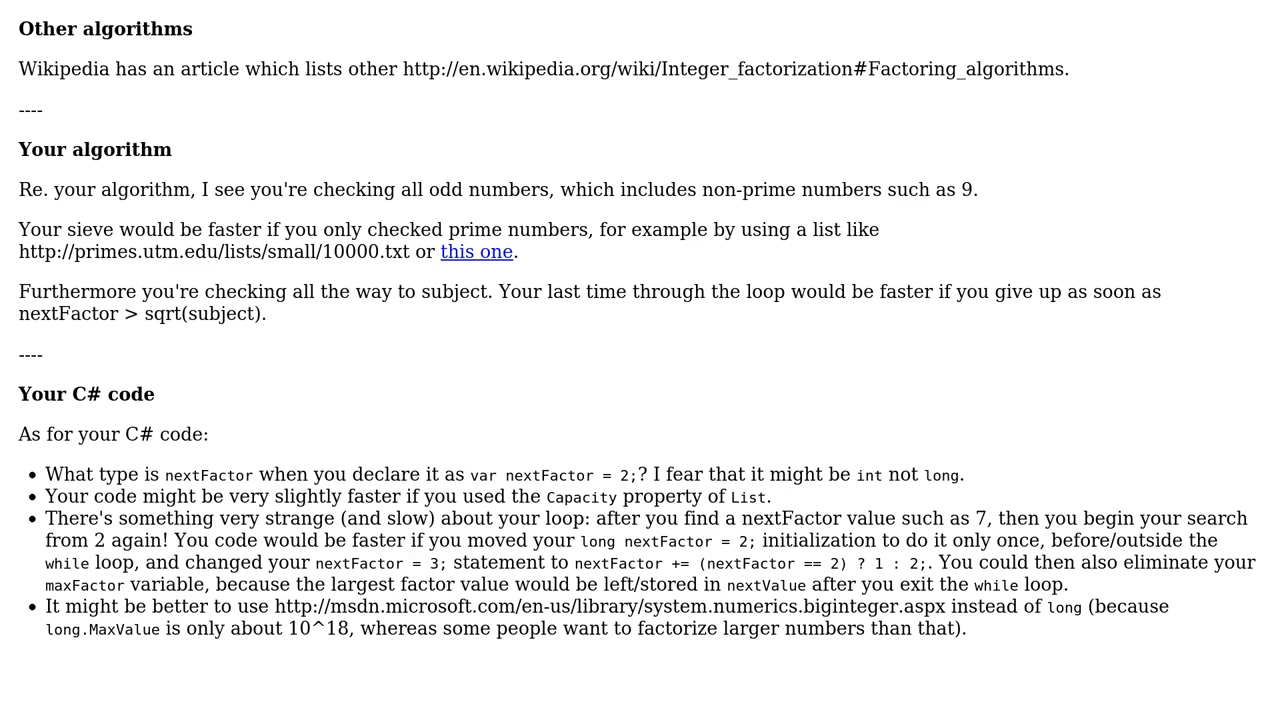 Other algorithms
Wikipedia has an article which lists other http://en.wikipedia.org/wiki/Integer_factorization#Factoring_algorithms.
----
Your algorithm
Re. your algorithm, I see you're checking all odd numbers, which includes non-prime numbers such as 9.
Your sieve would be faster if you only checked prime numbers, for example by using a list like
http://primes.utm.edu/lists/small/10000.txt or this one.
Furthermore you're checking all the way to subject. Your last time through the loop would be faster if you give up as soon as
nextFactor > sqrt(subject).
----
Your C# code
As for your C# code:
• What type is nextFactor when you declare it as var nextFactor = 2;? I fear that it might be int not long.
• Your code might be very slightly faster if you used the Capacity property of List.
• There's something very strange (and slow) about your loop: after you find a nextFactor value such as 7, then you begin your search
from 2 again! You code would be faster if you moved your long nextFactor = 2; initialization to do it only once, before/outside the
while loop, and changed your nextFactor = 3; statement to nextFactor += (nextFactor == 2) ? 1 : 2;. You could then also eliminate your
maxFactor variable, because the largest factor value would be left/stored in nextValue after you exit the while loop.
• It might be better to use http://msdn.microsoft.com/en-us/library/system.numerics.biginteger.aspx instead of long (because
long.MaxValue is only about 10^18, whereas some people want to factorize larger numbers than that).